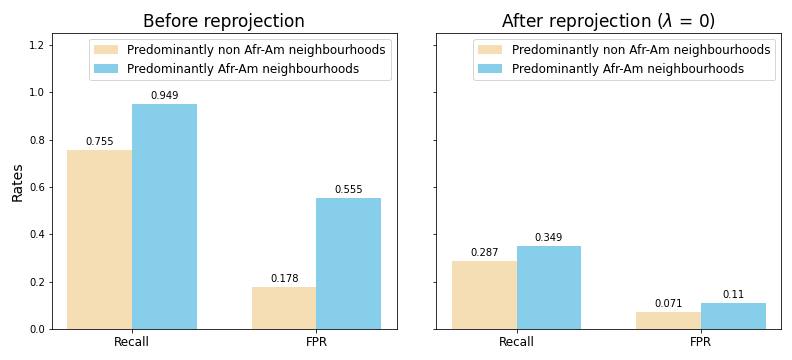 Before reprojection
Predominantly non Afr-Am neighbourhoods
Predominantly Afr-Am neighbourhoods
Rates
1.2
1.0
0.8
0.6
0.4
0.2
0.0
0.755
0.949
0.178
0.555
Recall
FPR
After reprojection (λ = 0)
Predominantly non Afr-Am neighbourhoods
Predominantly Afr-Am neighbourhoods
0.287
0.349
0.071
0.11
Recall
FPR